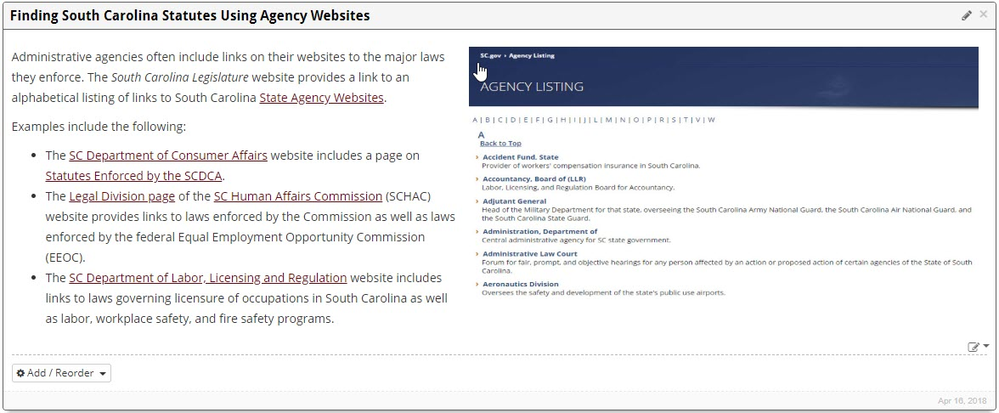 Finding South Carolina Statutes Using Agency Websites
Administrative agencies often include links on their websites to the major laws
they enforce. The South Carolina Legislature website provides a link to an
alphabetical listing of links to South Carolina State Agency Websites.
Examples include the following:
• The SC Department of Consumer Affairs website includes a page on
Statutes Enforced by the SCDCA.
• The Legal Division page of the SC Human Affairs Commission (SCHAC)
website provides links to laws enforced by the Commission as well as laws
enforced by the federal Equal Employment Opportunity Commission
(EEOC).
• The SC Department of Labor, Licensing and Regulation website includes
links to laws governing licensure of occupations in South Carolina as well
as labor, workplace safety, and fire safety programs.
SC.gov › Agency Listing
AGENCY LISTING
A | B | C | D | E | F | G | H | I | J | L | M | N | O | P | R | S | T | V | W
A
Back to Top
› Accident Fund, State
Provider of workers' compensation insurance in South Carolina.
› Accountancy, Board of (LLR)
Labor, Licensing, and Regulation Board for Accountancy.
› Adjutant General
Head of the Military Department for that state, overseeing the South Carolina Army National Guard, the South Carolina Air National Guard, and
the South Carolina State Guard.
› Administration, Department of
Central administrative agency for SC state government.
› Administrative Law Court
Forum for fair, prompt, and objective hearings for any person affected by an action or proposed action of certain agencies of the State of South
Carolina.
› Aeronautics Division
Oversees the safety and development of the state's public use airports.
Add / Reorder
Apr 16, 2018